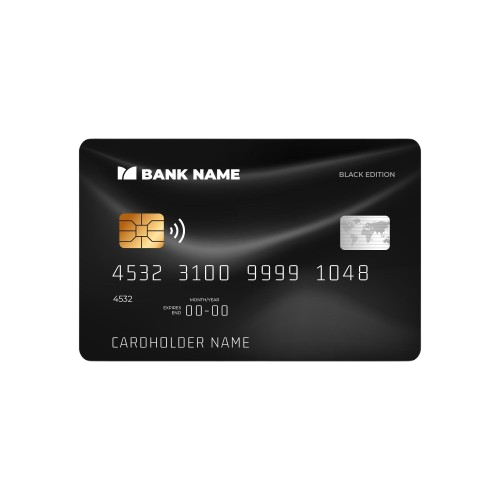 BANK NAME
BLACK EDITION
4532 3100 9999 1048
4532
MONTH/YEAR
EXPIRES END
00-00
CARDHOLDER NAME